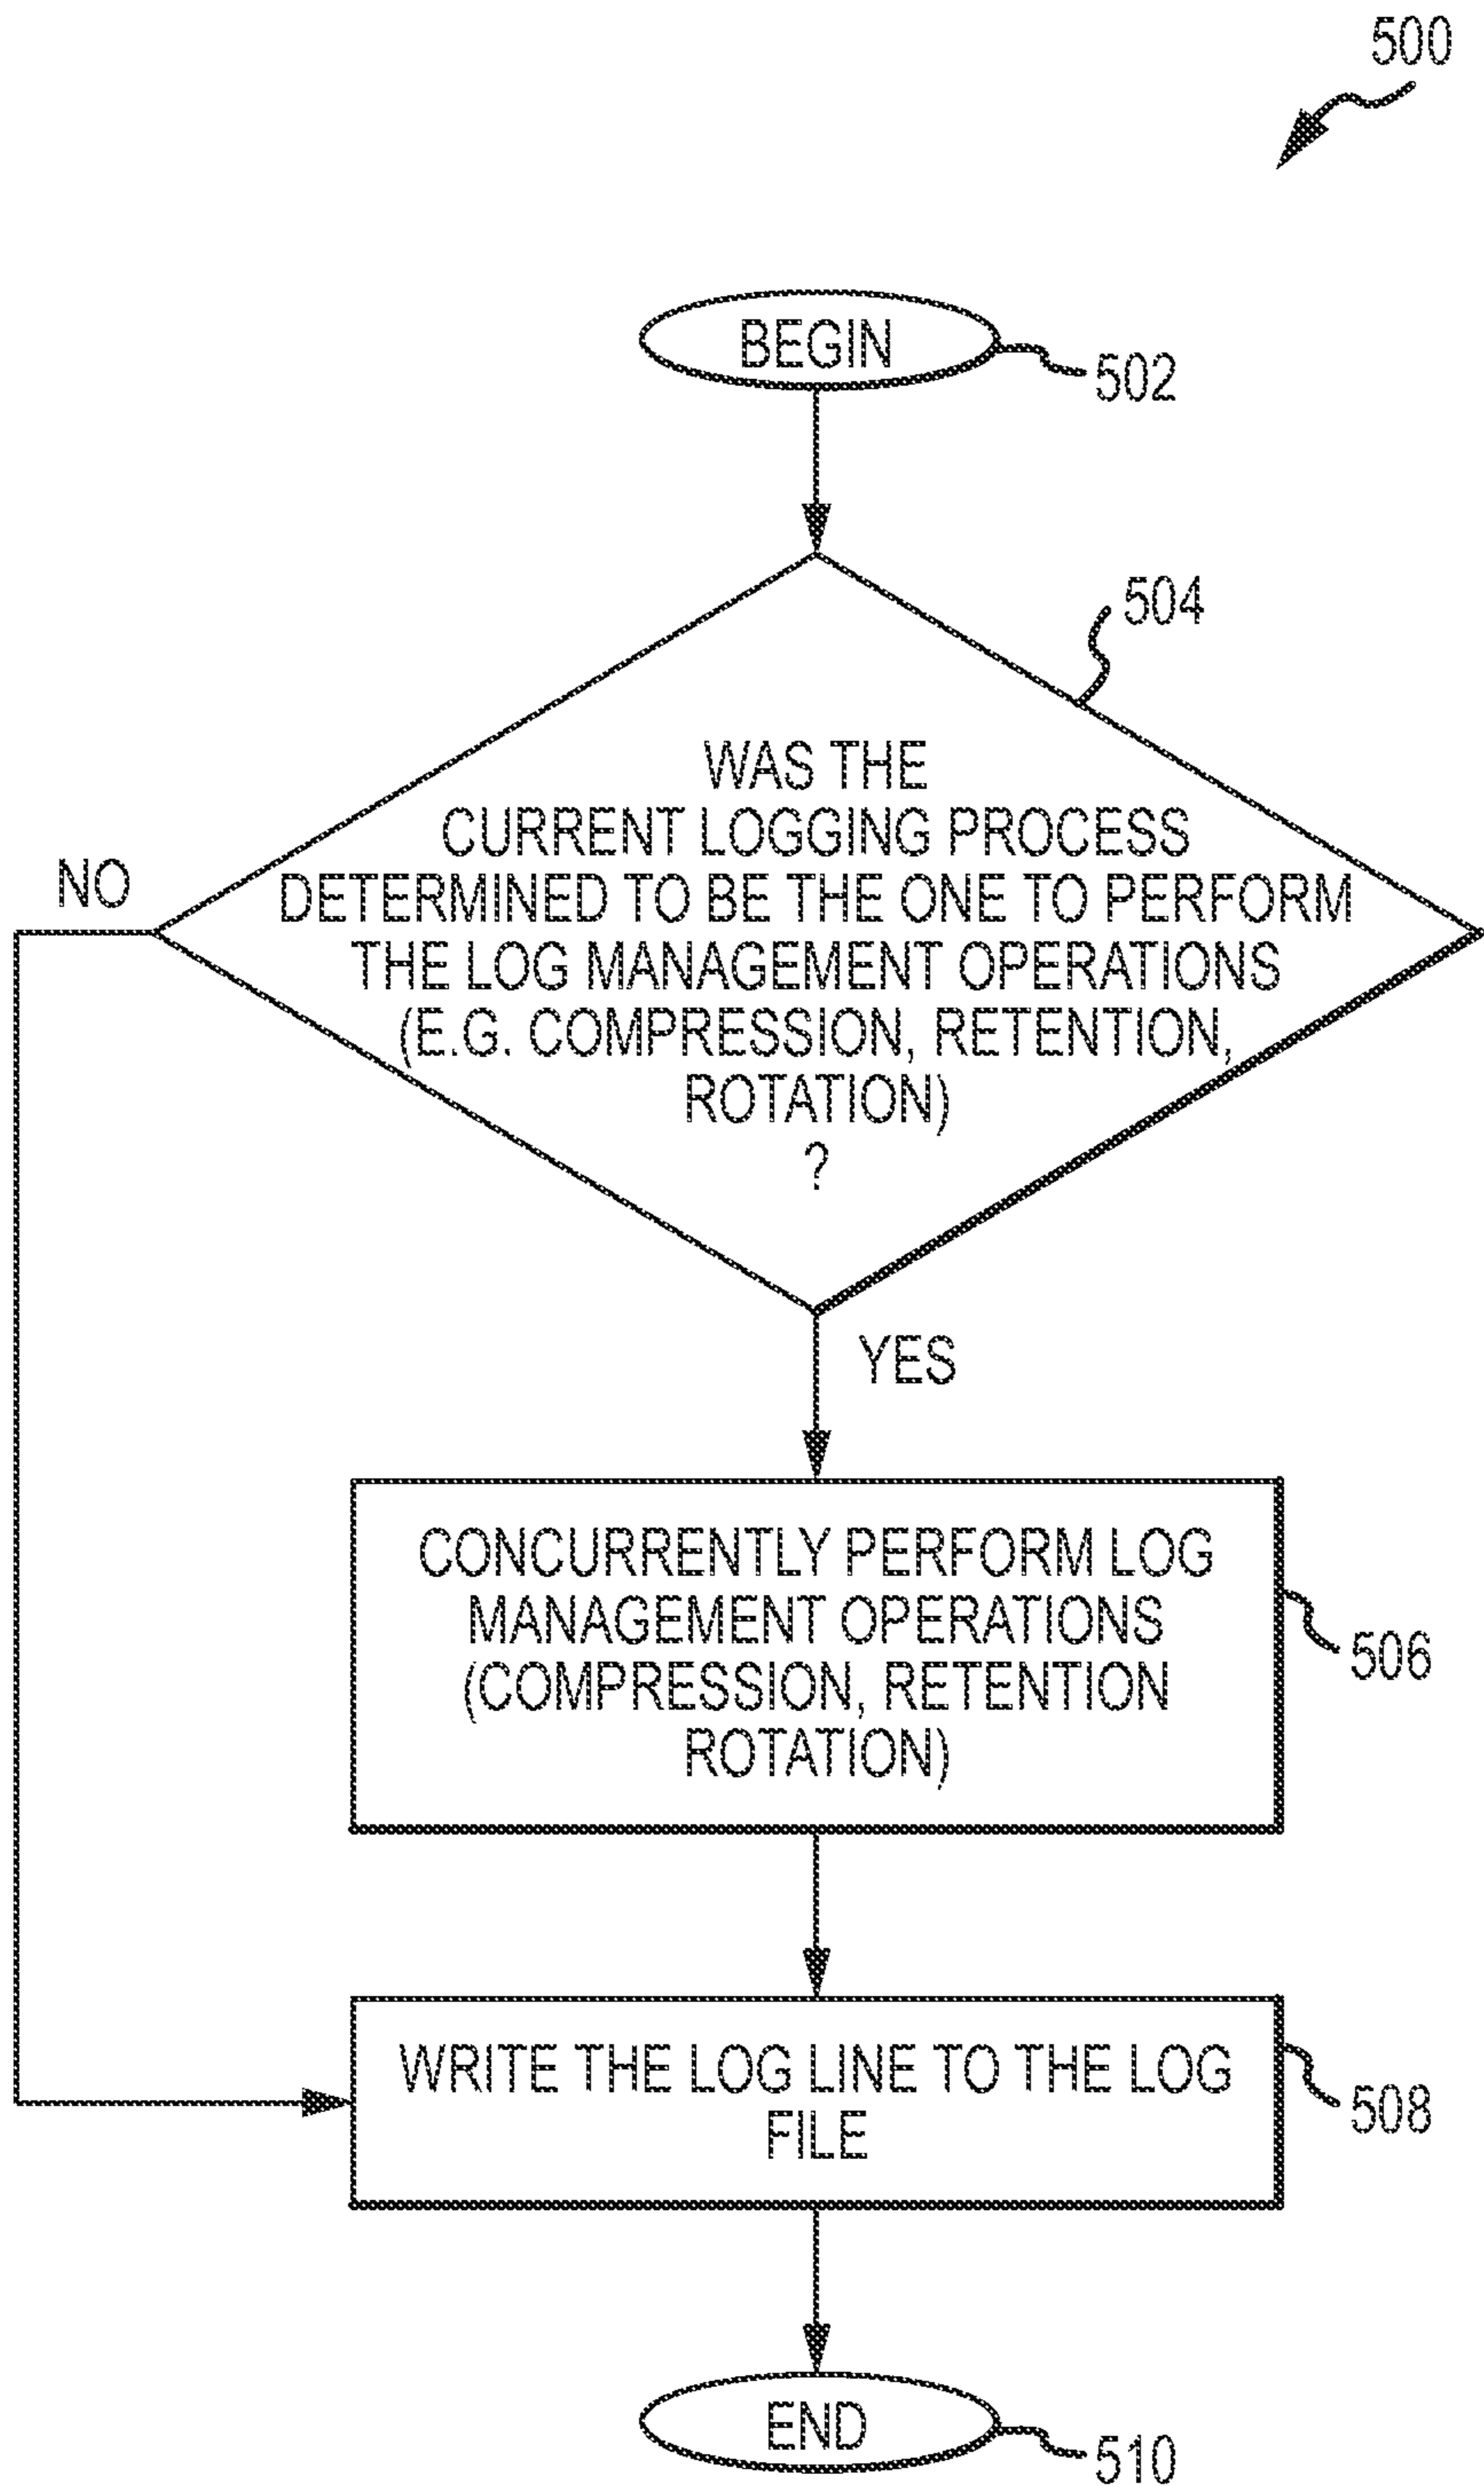 500
BEGIN
502
504
WAS THE
CURRENT LOGGING PROCESS
DETERMINED TO BE THE ONE TO PERFORM
THE LOG MANAGEMENT OPERATIONS
(E.G. COMPRESSION, RETENTION,
ROTATION)
?
NO
YES
CONCURRENTLY PERFORM LOG
MANAGEMENT OPERATIONS
(COMPRESSION, RETENTION
ROTATION)
506
WRITE THE LOG LINE TO THE LOG
FILE
508
END
510